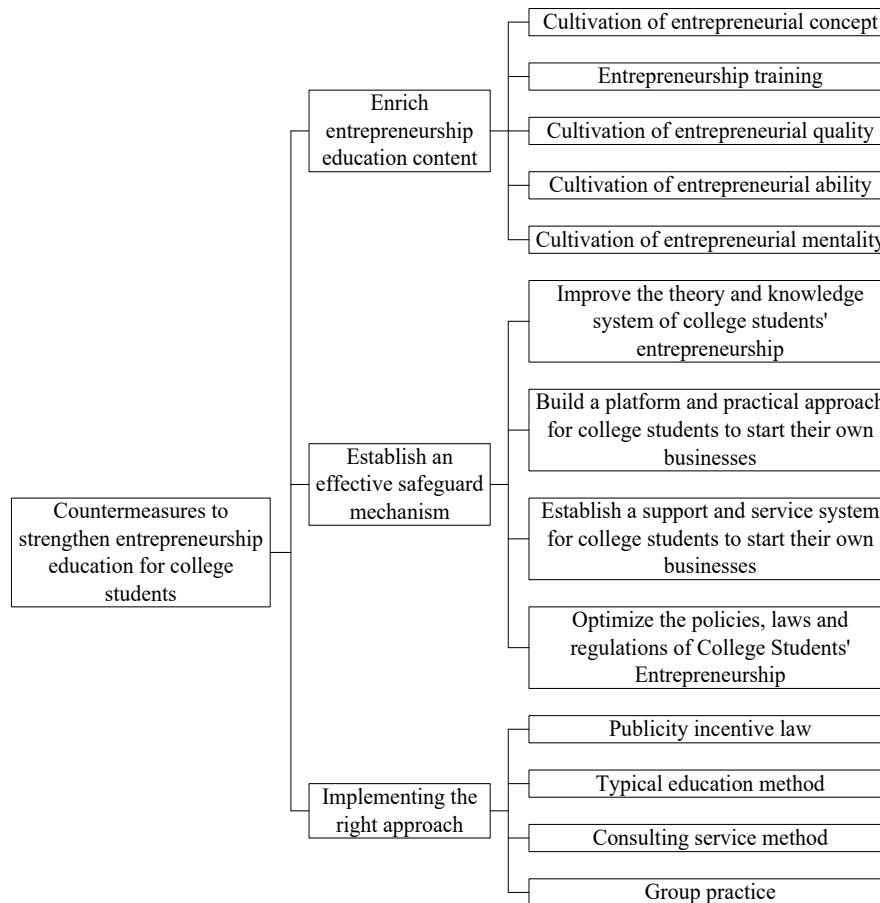 Cultivation of entrepreneurial concept
Entrepreneurship training
Enrich
entrepreneurship
education content
Cultivation of entrepreneurial quality
Cultivation of entrepreneurial ability
Cultivation of entrepreneurial mentality
Improve the theory and knowledge
system of college students'
entrepreneurship
Build a platform and practical approach
for college students to start their own
businesses
Establish an
effective safeguard
mechanism
Countermeasures to
strengthen entrepreneurship
education for college
students
Establish a support and service system
for college students to start their own
businesses
Optimize the policies, laws and
regulations of College Students'
Entrepreneurship
Publicity incentive law
Typical education method
Implementing the
right approach
Consulting service method
Group practice